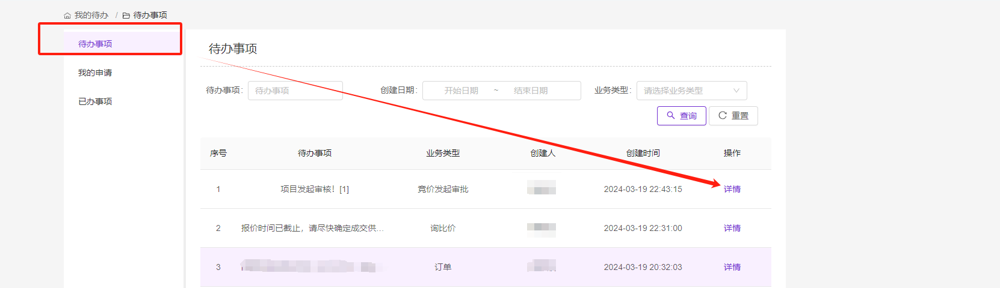 我的待办 / 待办事项
待办事项
我的申请
已办事项
待办事项
待办事项: 待办事项 创建日期: 开始日期 ~ 结束日期 业务类型: 请选择业务类型
查询 重置
序号 待办事项 业务类型 创建人 创建时间 操作
1 项目发起审核! [1] 竞价发起审批 2024-03-19 22:43:15 详情
2 报价时间已截止，请尽快确定成交供... 询比价 2024-03-19 22:31:00 详情
3 订单 2024-03-19 20:32:03 详情